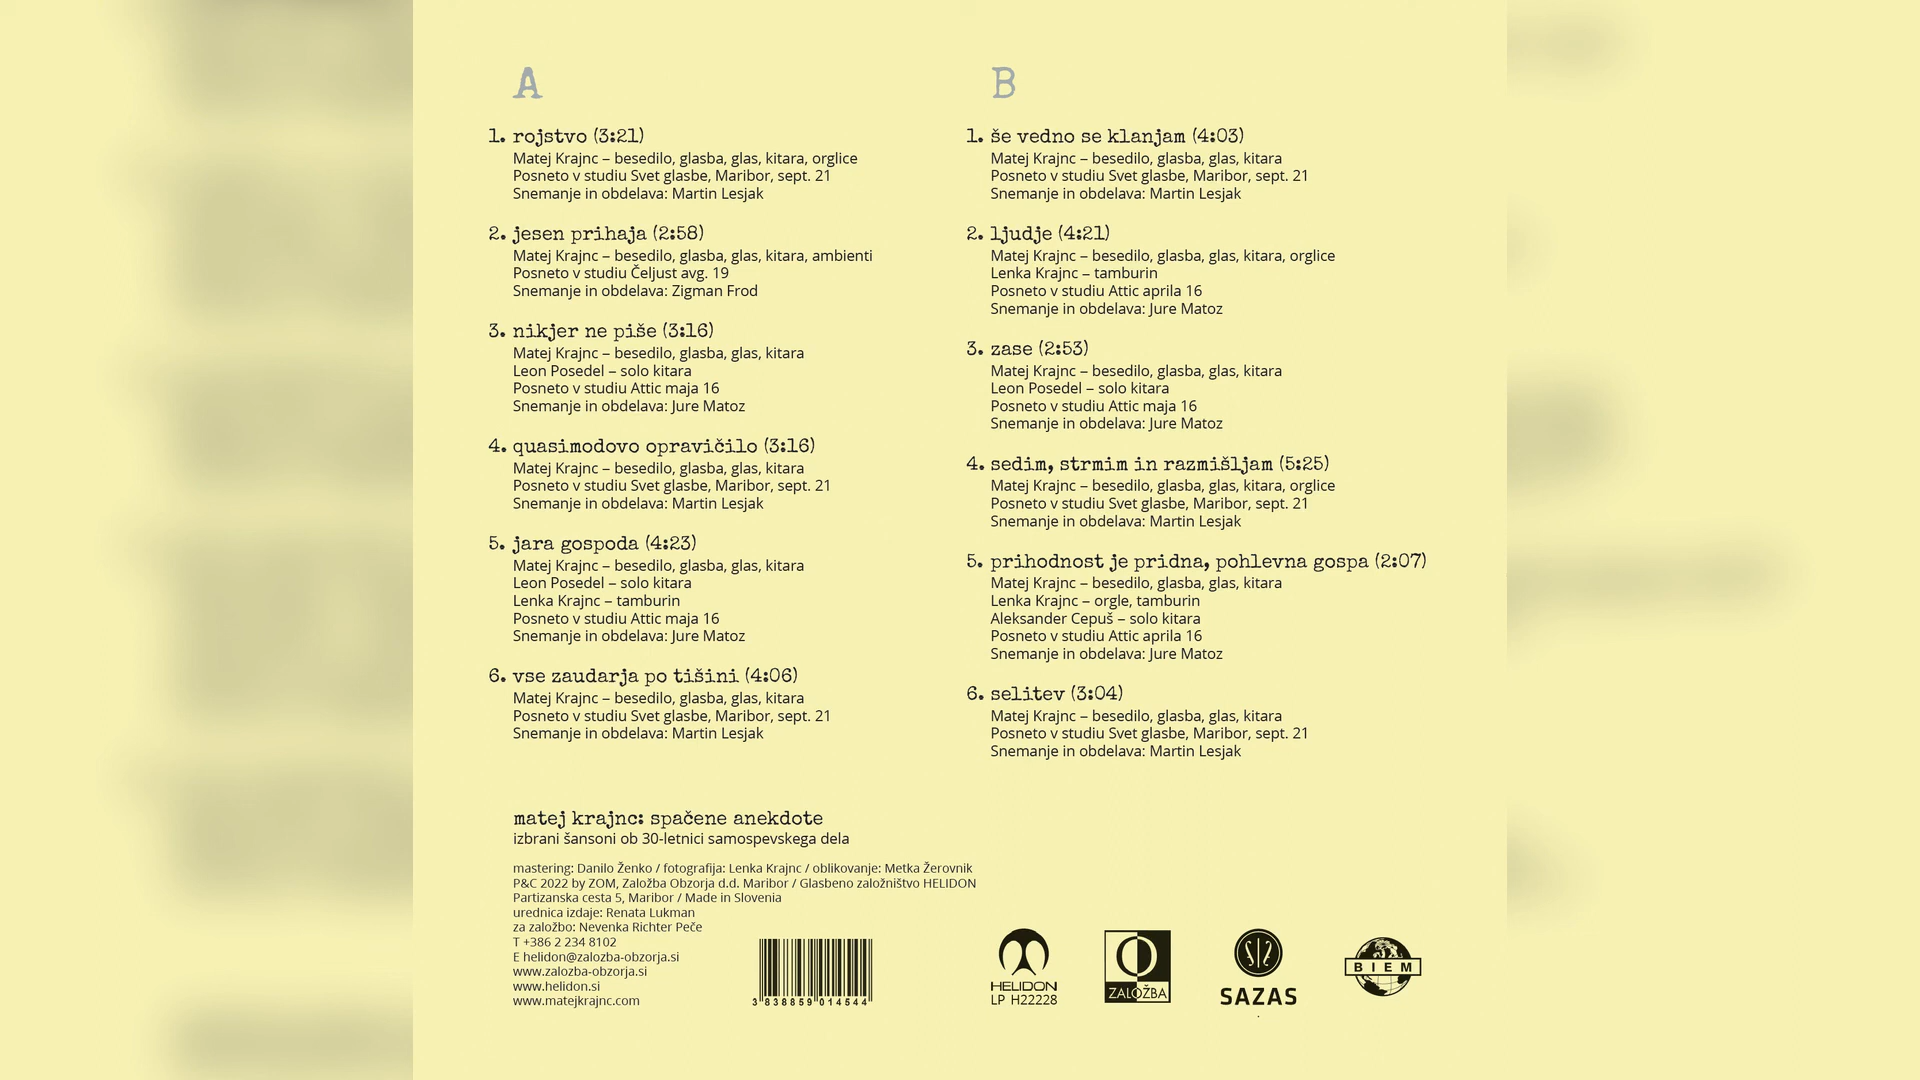 A
1. rojstvo (3:21)
Matej Krajnc – besedilo, glasba, glas, kitara, orglice
Posneto v studiu Svet glasbe, Maribor, sept. 21
Snemanje in obdelava: Martin Lesjak
2. jesen prihaja (2:58)
Matej Krajnc – besedilo, glasba, glas, kitara, ambienti
Posneto v studiu Čeljust avg. 19
Snemanje in obdelava: Zigman Frod
3. nikjer ne piše (3:16)
Matej Krajnc – besedilo, glasba, glas, kitara
Leon Posedel – solo kitara
Posneto v studiu Attic maja 16
Snemanje in obdelava: Jure Matoz
4. quasimodovo opravičilo (3:16)
Matej Krajnc – besedilo, glasba, glas, kitara
Posneto v studiu Svet glasbe, Maribor, sept. 21
Snemanje in obdelava: Martin Lesjak
5. jara gospoda (4:23)
Matej Krajnc – besedilo, glasba, glas, kitara
Leon Posedel – solo kitara
Lenka Krajnc – tamburin
Posneto v studiu Attic maja 16
Snemanje in obdelava: Jure Matoz
6. vse zaudarja po tišini (4:06)
Matej Krajnc – besedilo, glasba, glas, kitara
Posneto v studiu Svet glasbe, Maribor, sept. 21
Snemanje in obdelava: Martin Lesjak
B
1. še vedno se klanjam (4:03)
Matej Krajnc – besedilo, glasba, glas, kitara
Posneto v studiu Svet glasbe, Maribor, sept. 21
Snemanje in obdelava: Martin Lesjak
2. ljudje (4:21)
Matej Krajnc – besedilo, glasba, glas, kitara, orglice
Lenka Krajnc – tamburin
Posneto v studiu Attic aprila 16
Snemanje in obdelava: Jure Matoz
3. zase (2:53)
Matej Krajnc – besedilo, glasba, glas, kitara
Leon Posedel – solo kitara
Posneto v studiu Attic maja 16
Snemanje in obdelava: Jure Matoz
4. sedim, strmim in razmišljam (5:25)
Matej Krajnc – besedilo, glasba, glas, kitara, orglice
Posneto v studiu Svet glasbe, Maribor, sept. 21
Snemanje in obdelava: Martin Lesjak
5. prihodnost je pridna, pohlevna gospa (2:07)
Matej Krajnc – besedilo, glasba, glas, kitara
Lenka Krajnc – orgle, tamburin
Aleksander Cepuš – solo kitara
Posneto v studiu Attic aprila 16
Snemanje in obdelava: Jure Matoz
6. selitev (3:04)
Matej Krajnc – besedilo, glasba, glas, kitara
Posneto v studiu Svet glasbe, Maribor, sept. 21
Snemanje in obdelava: Martin Lesjak
matej krajnc: spačene anekdote
izbrani šansoni ob 30-letnici samospevskega dela
mastering: Danilo Ženko / fotografija: Lenka Krajnc / oblikovanje: Metka Žerovnik
P&C 2022 by ZOM, Založba Obzorja d.d. Maribor / Glasbeno založništvo HELIDON
Partizanska cesta 5, Maribor / Made in Slovenia
urednica izdaje: Renata Lukman
za založbo: Nevenka Richter Peče
T +386 2 234 8102
E helidon@zalozba-obzorja.si
www.zalozba-obzorja.si
www.helidon.si
www.matejkrajnc.com
3 838859 014544
HELIDON
LP H22228
ZALOŽBA
SAZAS
BIEM